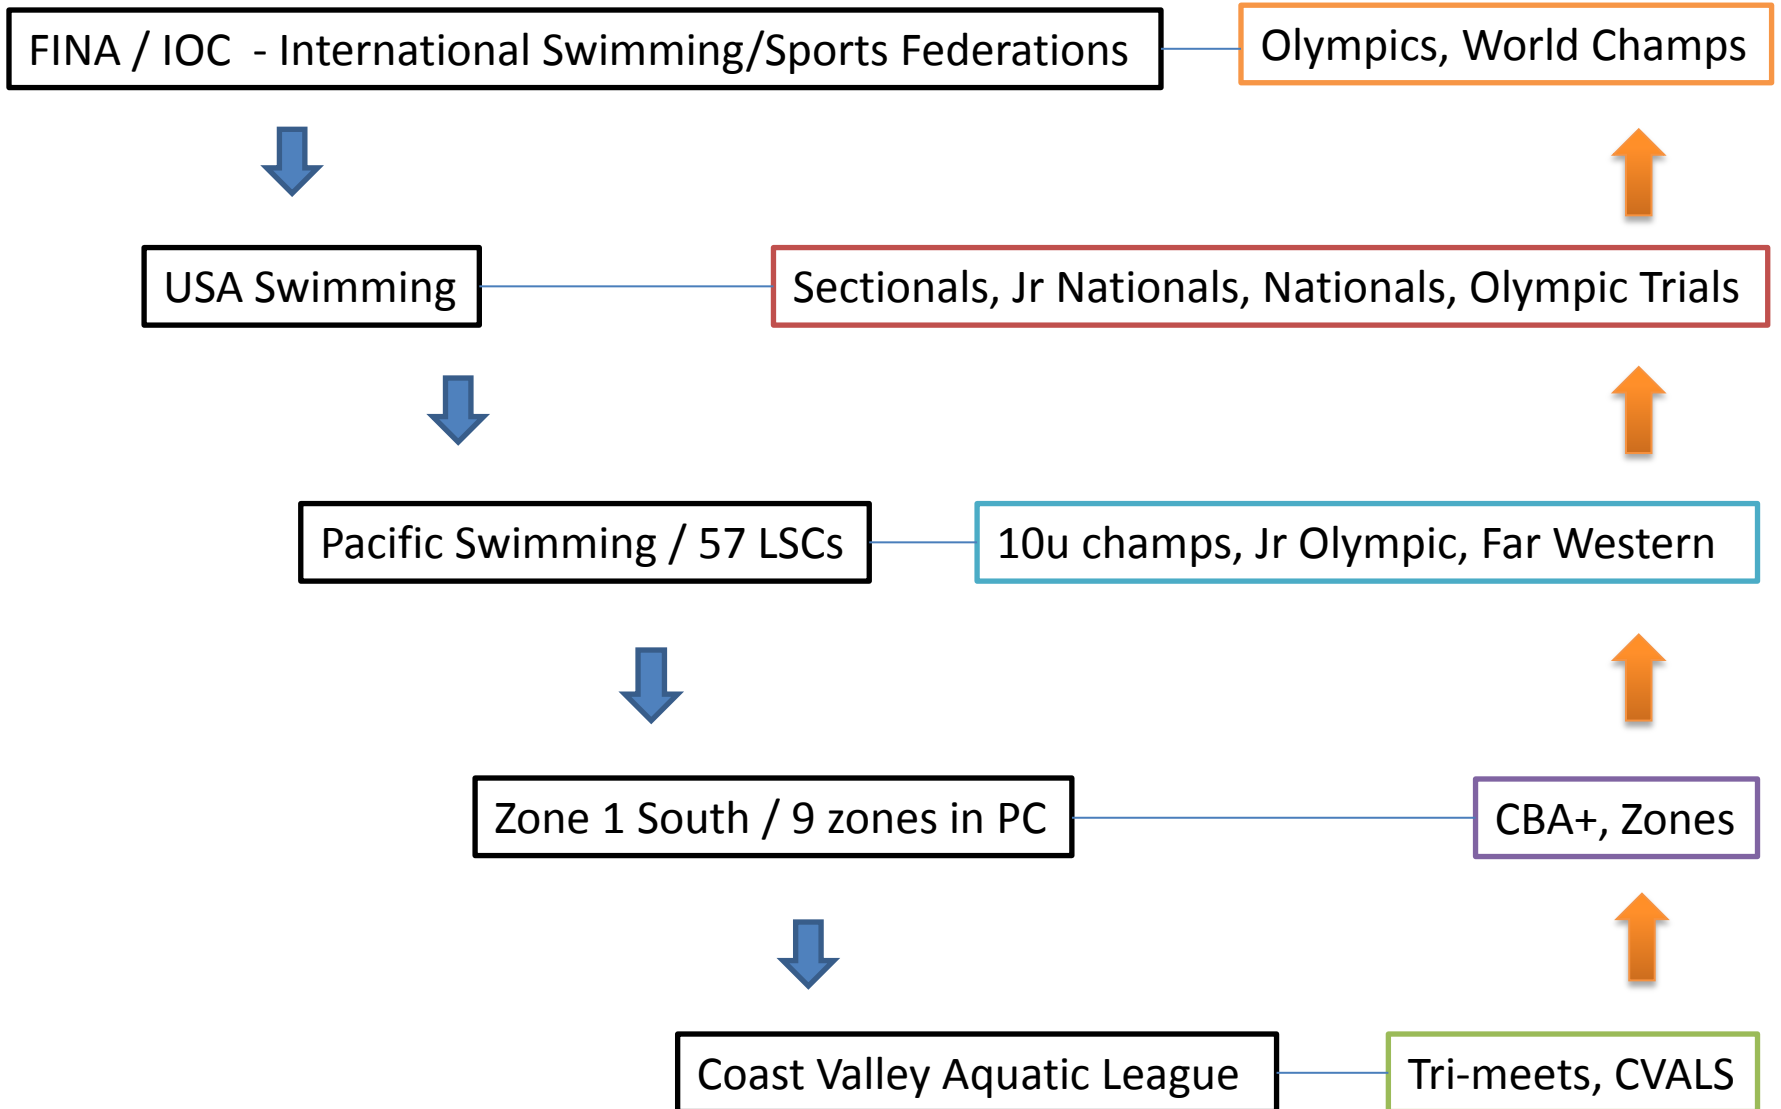 FINA / IOC - International Swimming/Sports Federations
Olympics, World Champs
USA Swimming
Sectionals, Jr Nationals, Nationals, Olympic Trials
Pacific Swimming / 57 LSCs
10u champs, Jr Olympic, Far Western
Zone 1 South / 9 zones in PC
CBA+, Zones
Coast Valley Aquatic League
Tri-meets, CVALS